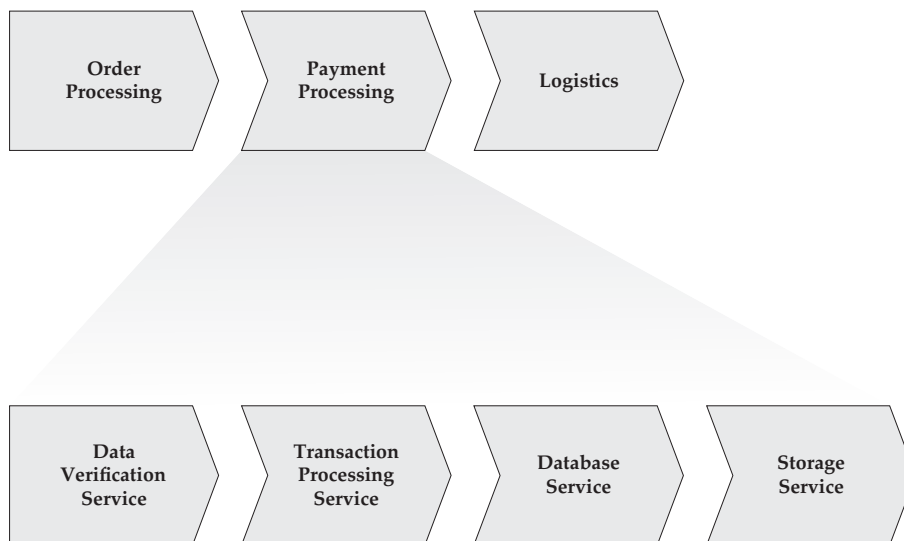 Order
Processing
Payment
Processing
Logistics
Data
Verification
Service
Transaction
Processing
Service
Database
Service
Storage
Service